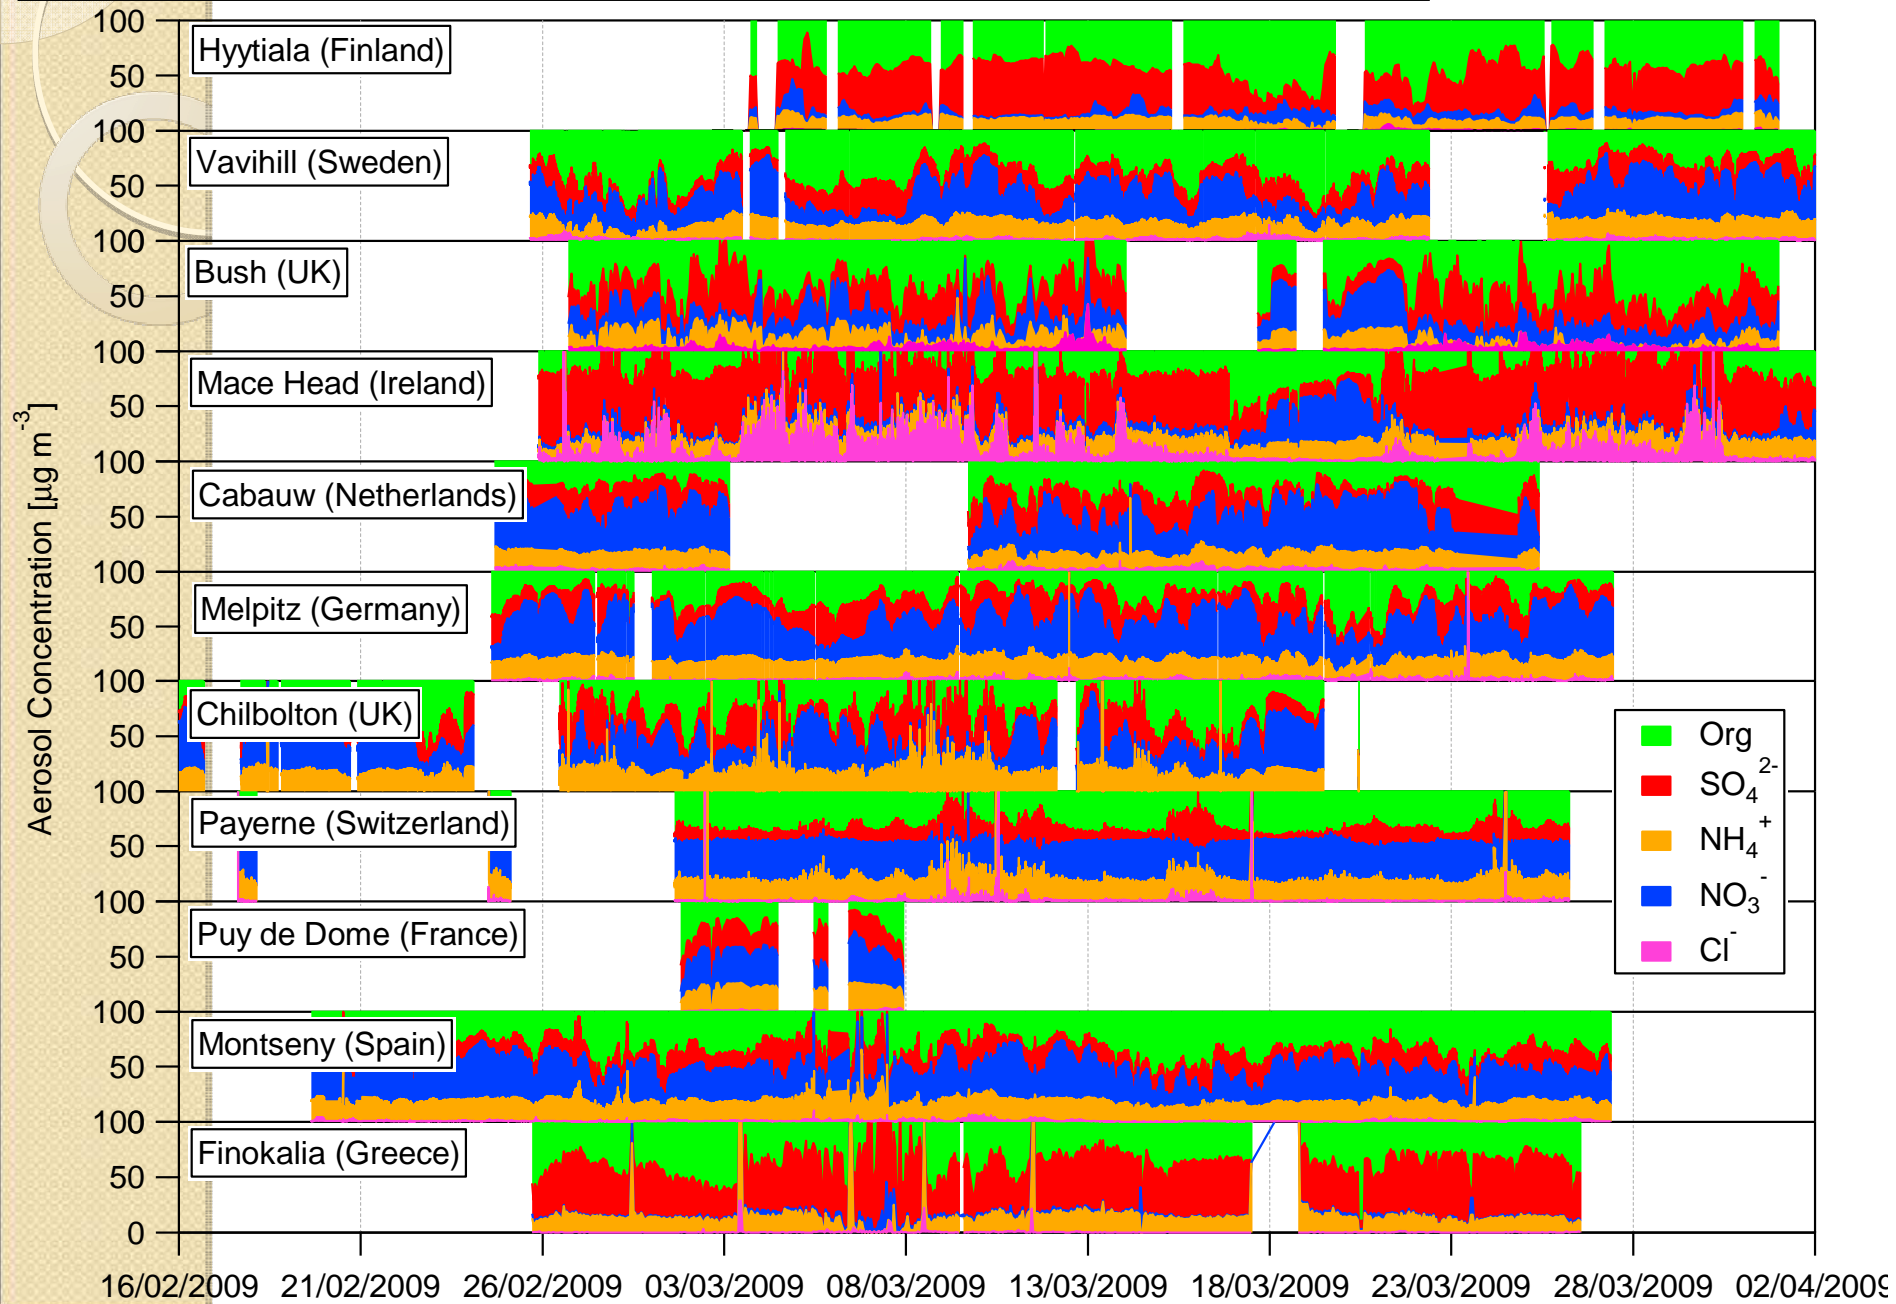 100
50
Hyytiala (Finland)
100
50
Vavihill (Sweden)
100
50
Bush (UK)
100
50
Mace Head (Ireland)
100
50
Cabauw (Netherlands)
100
50
Melpitz (Germany)
100
50
Chilbolton (UK)
100
50
Payerne (Switzerland)
100
50
Puy de Dome (France)
100
50
Montseny (Spain)
100
50
Finokalia (Greece)
0
Aerosol Concentration [µg m⁻³]
Org
SO₄²⁻
NH₄⁺
NO₃⁻
Cl⁻
16/02/2009 21/02/2009 26/02/2009 03/03/2009 08/03/2009 13/03/2009 18/03/2009 23/03/2009 28/03/2009 02/04/2009